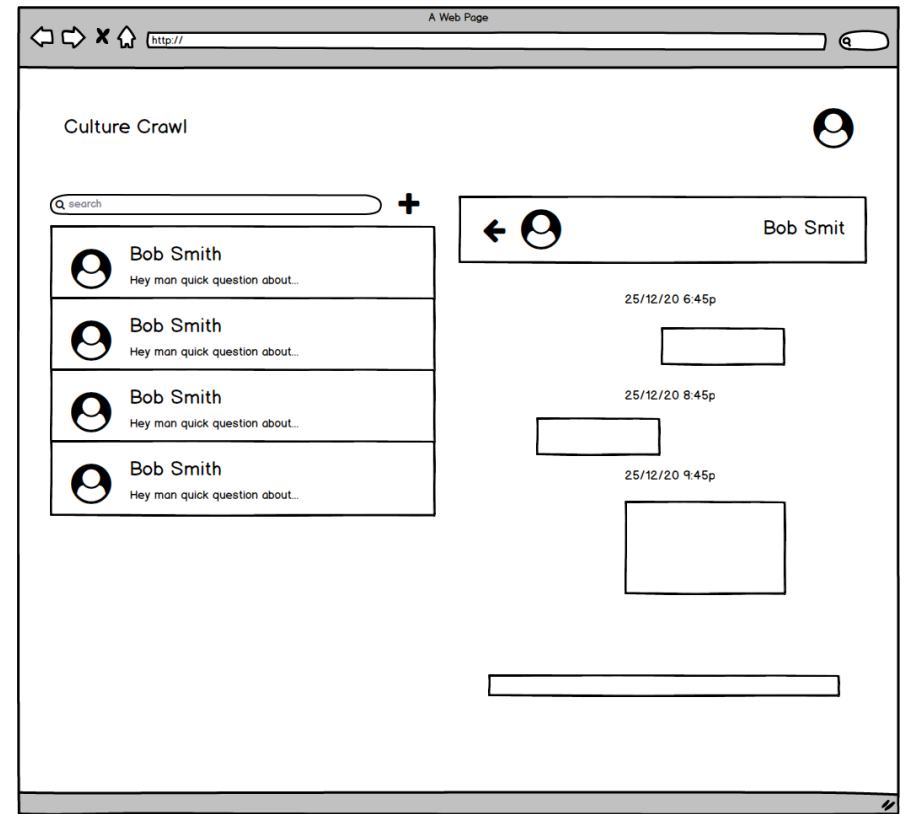 A Web Page
http://
Culture Crawl
search
Bob Smith
Hey man quick question about...
Bob Smith
Hey man quick question about...
Bob Smith
Hey man quick question about...
Bob Smith
Hey man quick question about...
Bob Smit
25/12/20 6:45p
25/12/20 8:45p
25/12/20 9:45p